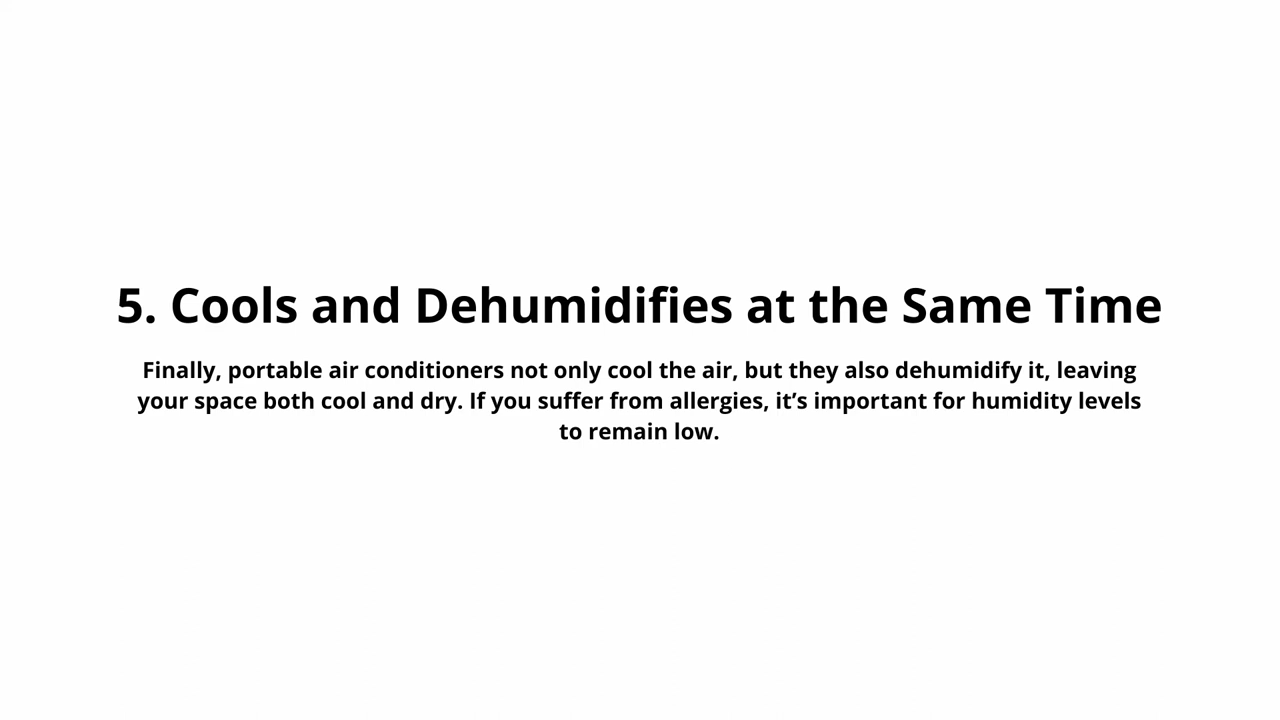 5. Cools and Dehumidifies at the Same Time
Finally, portable air conditioners not only cool the air, but they also dehumidify it, leaving
your space both cool and dry. If you suffer from allergies, it’s important for humidity levels
to remain low.